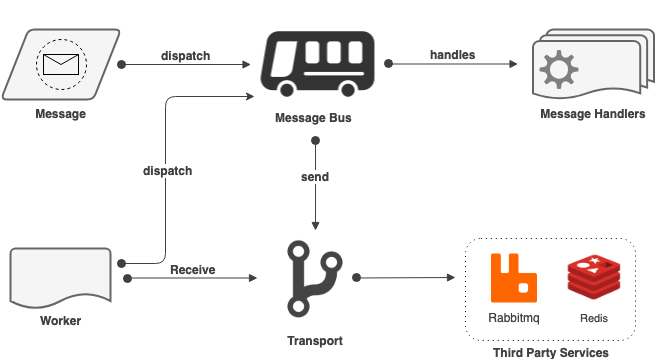 dispatch
handles
Message
Message Bus
Message Handlers
dispatch
send
Receive
Rabbitmq
Redis
Worker
Transport
Third Party Services